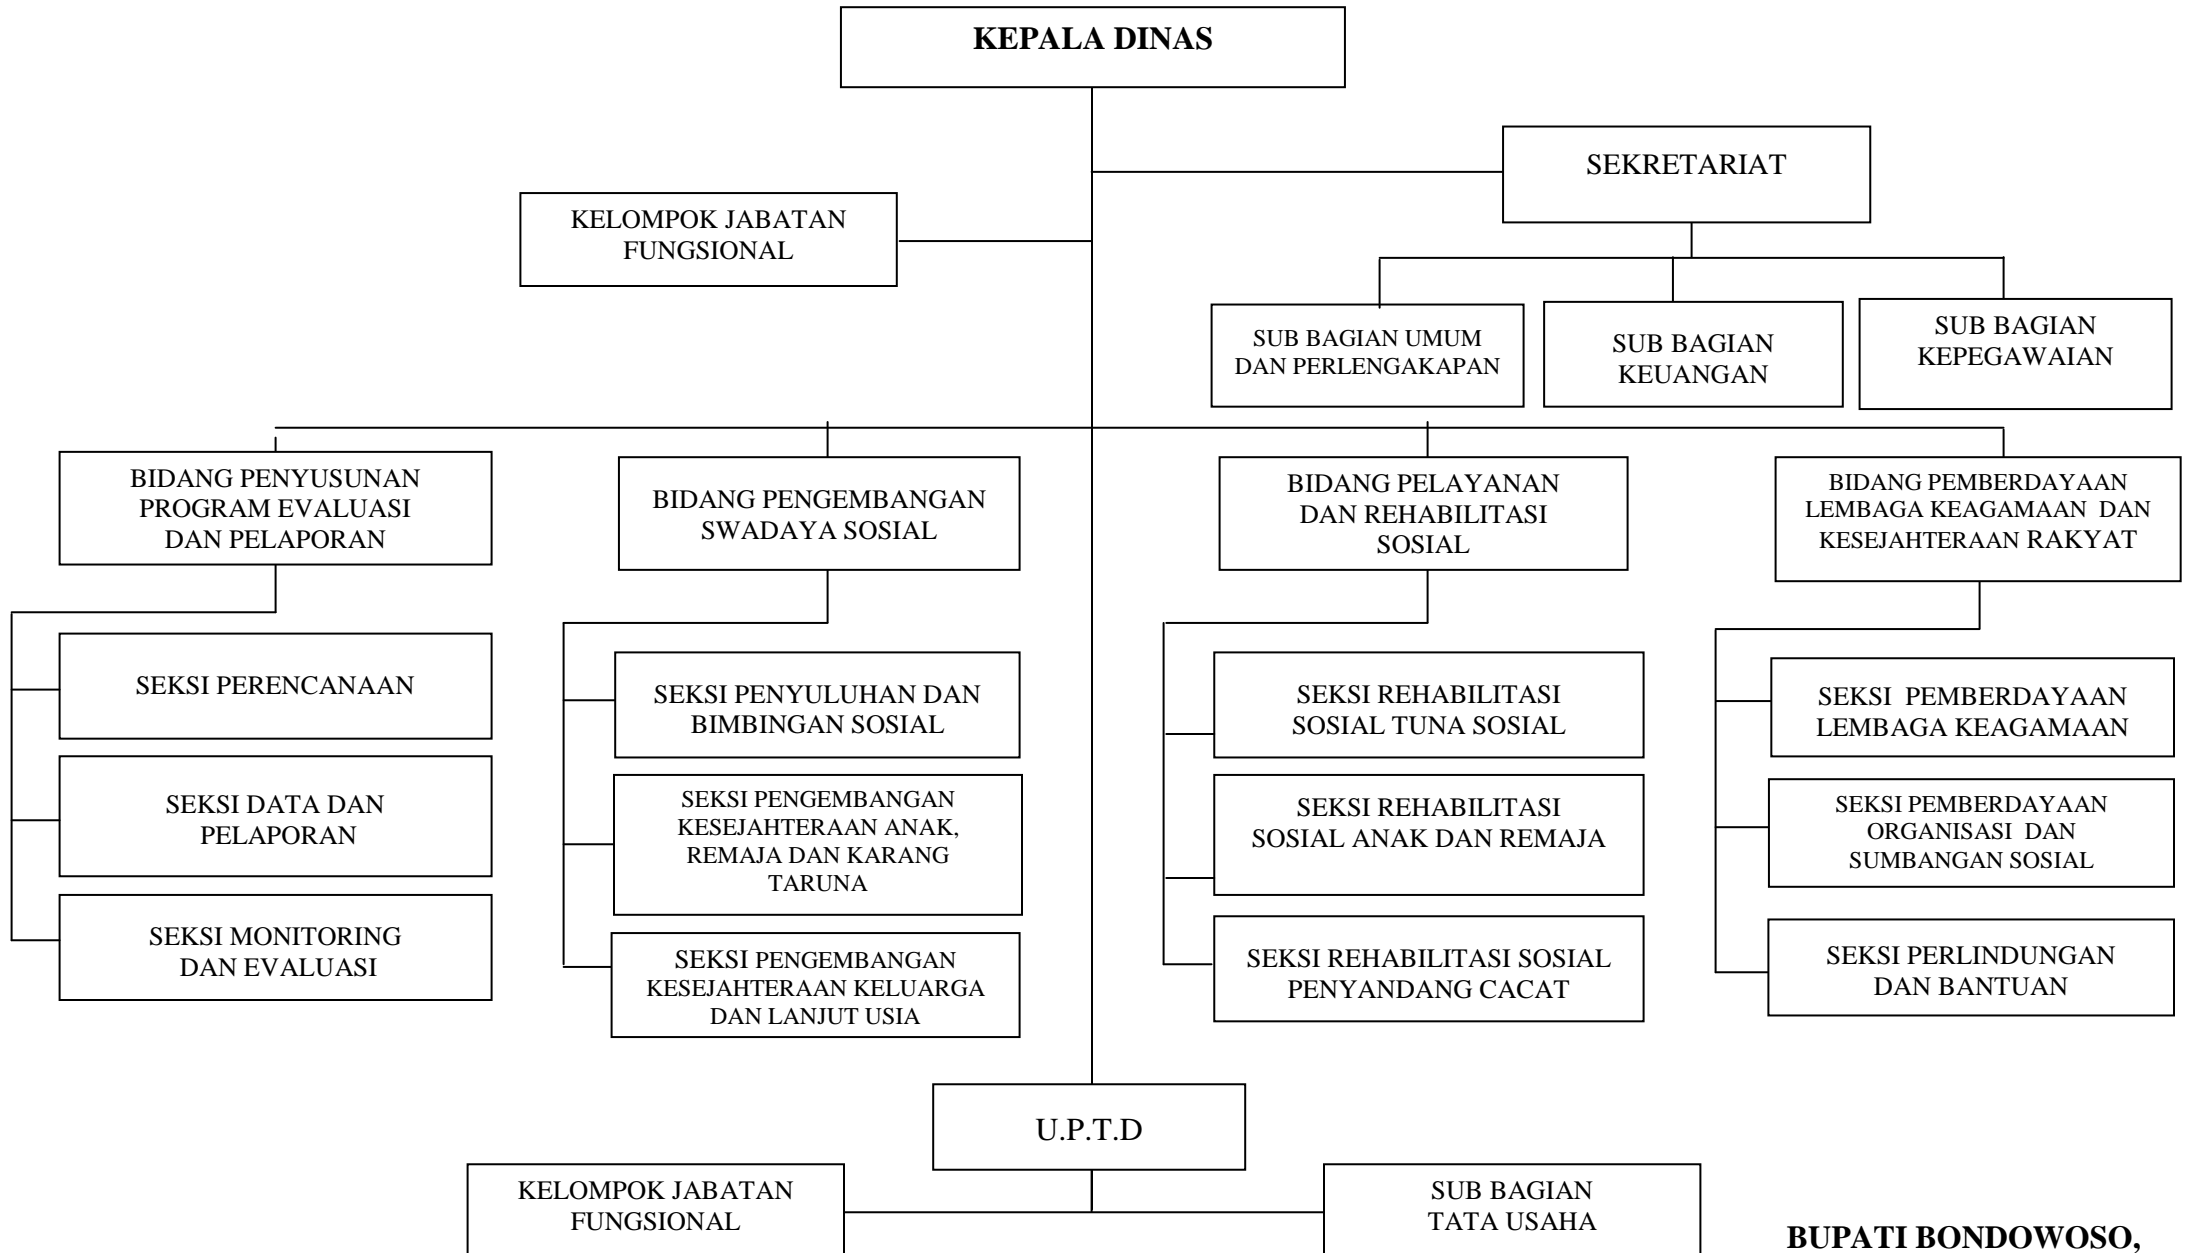 KEPALA DINAS
SEKRETARIAT
KELOMPOK JABATAN
FUNGSIONAL
SUB BAGIAN UMUM
DAN PERLENGAKAPAN
SUB BAGIAN
KEUANGAN
SUB BAGIAN
KEPEGAWAIAN
BIDANG PENYUSUNAN
PROGRAM EVALUASI
DAN PELAPORAN
BIDANG PENGEMBANGAN
SWADAYA SOSIAL
BIDANG PELAYANAN
DAN REHABILITASI
SOSIAL
BIDANG PEMBERDAYAAN
LEMBAGA KEAGAMAAN DAN
KESEJAHTERAAN RAKYAT
SEKSI PERENCANAAN
SEKSI DATA DAN
PELAPORAN
SEKSI MONITORING
DAN EVALUASI
SEKSI PENYULUHAN DAN
BIMBINGAN SOSIAL
SEKSI PENGEMBANGAN
KESEJAHTERAAN ANAK,
REMAJA DAN KARANG
TARUNA
SEKSI PENGEMBANGAN
KESEJAHTERAAN KELUARGA
DAN LANJUT USIA
SEKSI REHABILITASI
SOSIAL TUNA SOSIAL
SEKSI REHABILITASI
SOSIAL ANAK DAN REMAJA
SEKSI REHABILITASI SOSIAL
PENYANDANG CACAT
SEKSI PEMBERDAYAAN
LEMBAGA KEAGAMAAN
SEKSI PEMBERDAYAAN
ORGANISASI DAN
SUMBANGAN SOSIAL
SEKSI PERLINDUNGAN
DAN BANTUAN
U.P.T.D
KELOMPOK JABATAN
FUNGSIONAL
SUB BAGIAN
TATA USAHA
BUPATI BONDOWOSO,